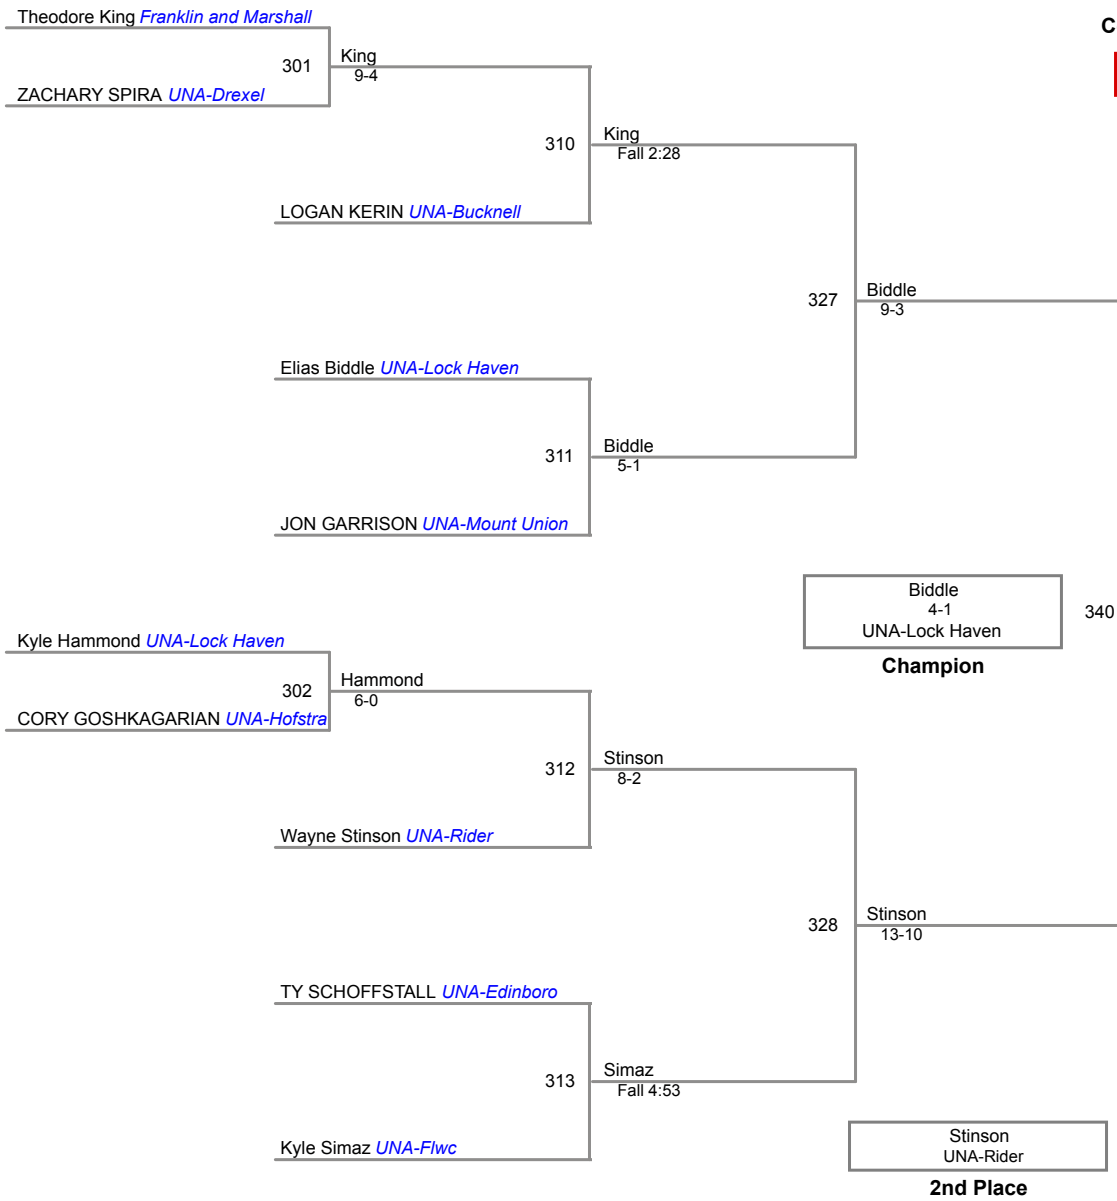 Theodore King Franklin and Marshall
C
301
King
9-4
ZACHARY SPIRA UNA-Drexel
310
King
Fall 2:28
LOGAN KERIN UNA-Bucknell
327
Biddle
9-3
Elias Biddle UNA-Lock Haven
311
Biddle
5-1
JON GARRISON UNA-Mount Union
Biddle
4-1
UNA-Lock Haven
340
Champion
Kyle Hammond UNA-Lock Haven
302
Hammond
6-0
CORY GOSHKAGARIAN UNA-Hofstra
312
Stinson
8-2
Wayne Stinson UNA-Rider
328
Stinson
13-10
TY SCHOFFSTALL UNA-Edinboro
313
Simaz
Fall 4:53
Kyle Simaz UNA-Flwc
Stinson
UNA-Rider
2nd Place